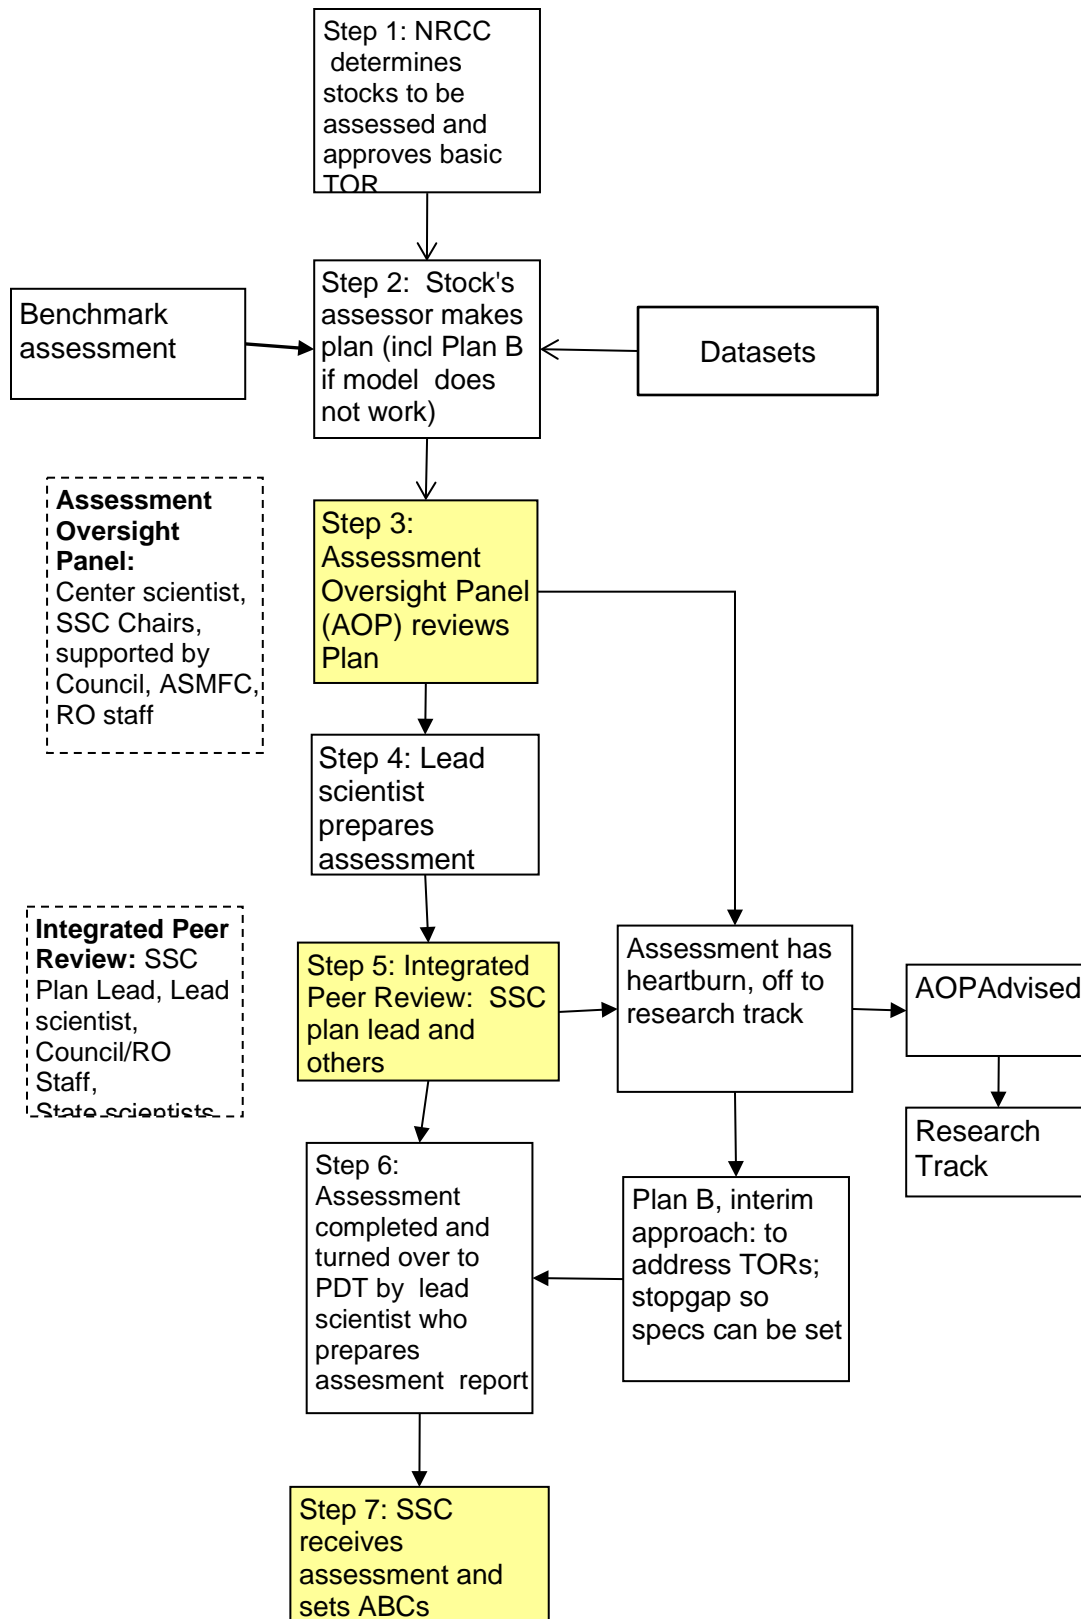 Step 1: NRCC
determines
stocks to be
assessed and
approves basic
TOR
Benchmark
assessment
Step 2:  Stock's
assessor makes
plan (incl Plan B
if model  does
not work)
Datasets
Assessment
Oversight
Panel:
Center scientist,
SSC Chairs,
supported by
Council, ASMFC,
RO staff
Step 3:
Assessment
Oversight Panel
(AOP) reviews
Plan
Step 4: Lead
scientist
prepares
assessment
Integrated Peer
Review: SSC
Plan Lead, Lead
scientist,
Council/RO
Staff,
State scientists
Step 5: Integrated
Peer Review:  SSC
plan lead and
others
Assessment has
heartburn, off to
research track
AOPAdvised
Research
Track
Step 6:
Assessment
completed and
turned over to
PDT by  lead
scientist who
prepares
assesment  report
Plan B, interim
approach: to
address TORs;
stopgap so
specs can be set
Step 7: SSC
receives
assessment and
sets ABCs